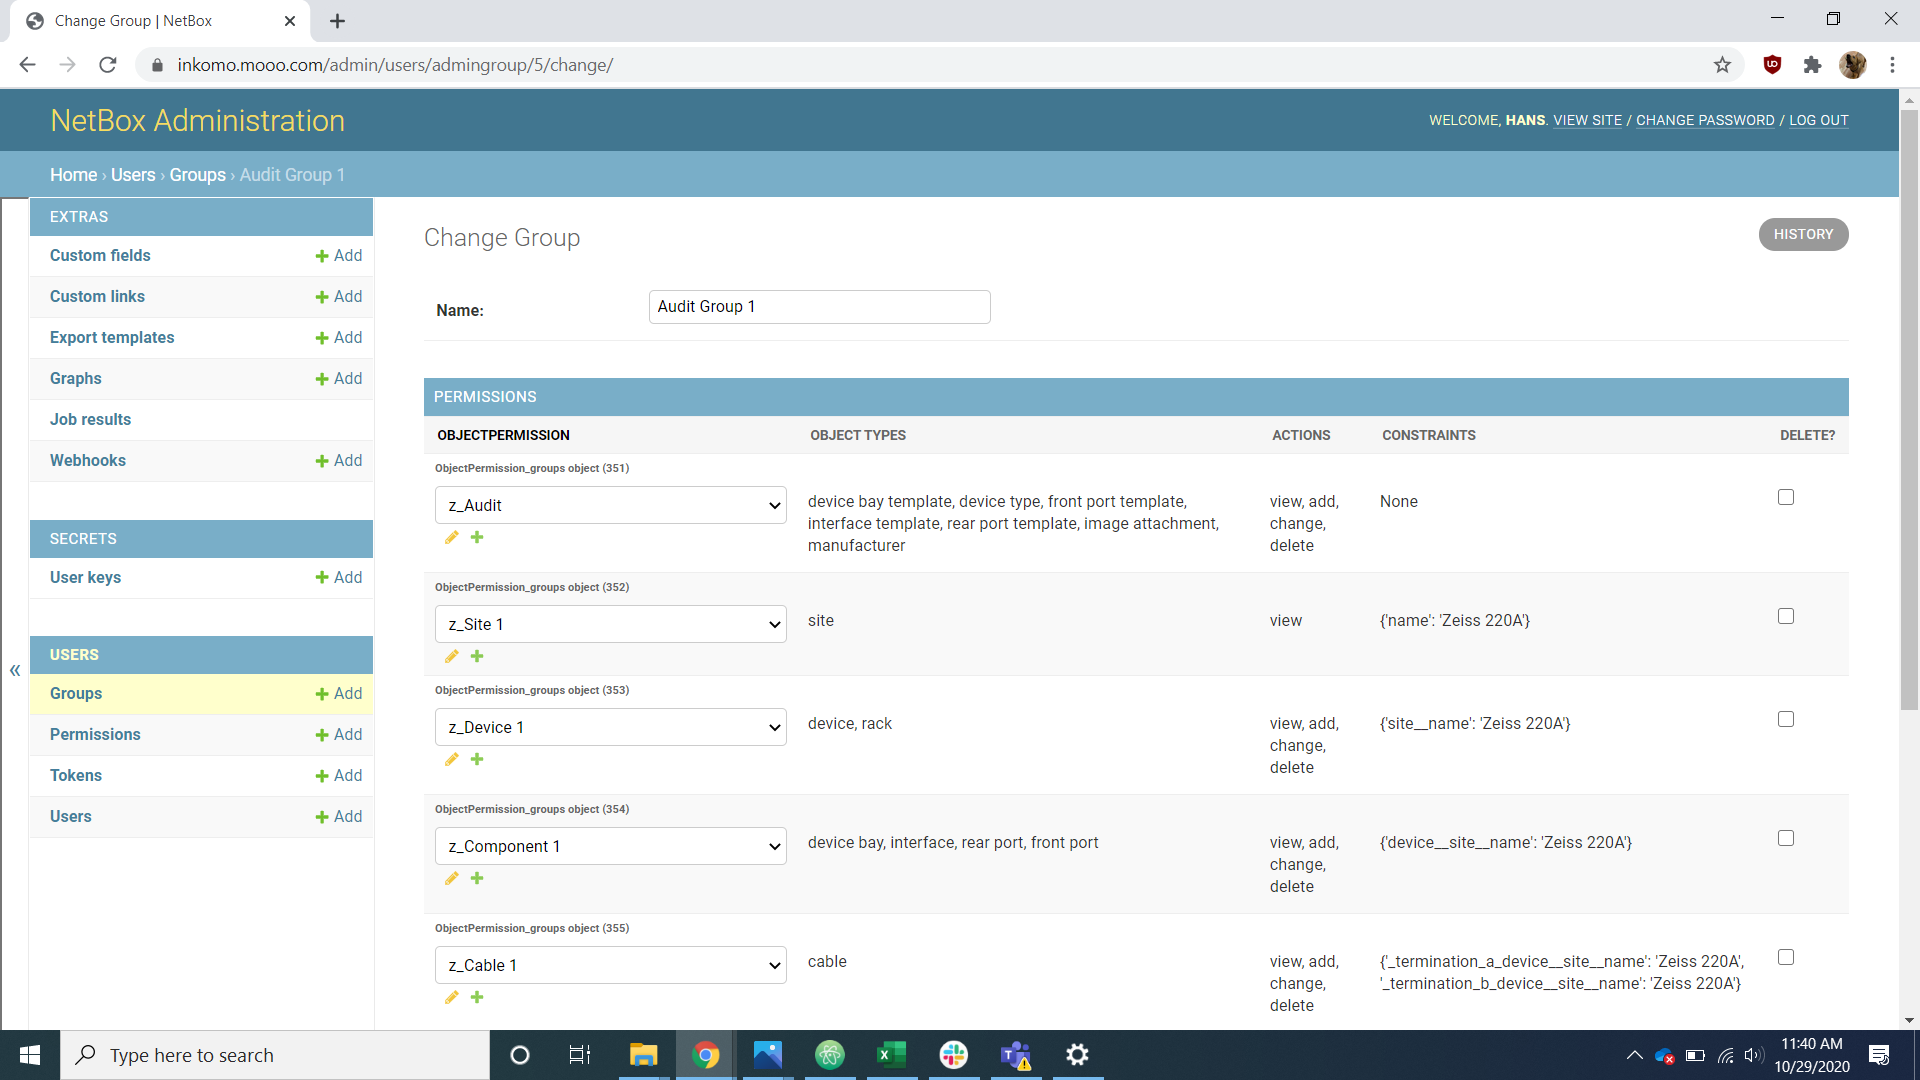 Change Group | NetBox
inkomo.mooo.com/admin/users/admingroup/5/change/
NetBox Administration
WELCOME, HANS. VIEW SITE / CHANGE PASSWORD / LOG OUT
Home › Users › Groups › Audit Group 1
EXTRAS
Custom fields Add
Custom links Add
Export templates Add
Graphs Add
Job results
Webhooks Add
SECRETS
User keys Add
USERS
«
Groups Add
Permissions Add
Tokens Add
Users Add
Change Group
HISTORY
Name: Audit Group 1
PERMISSIONS
OBJECTPERMISSION OBJECT TYPES ACTIONS CONSTRAINTS DELETE?
ObjectPermission_groups object (351)
z_Audit
device bay template, device type, front port template,
interface template, rear port template, image attachment,
manufacturer
view, add,
change,
delete
None
ObjectPermission_groups object (352)
z_Site 1
site
view
{'name': 'Zeiss 220A'}
ObjectPermission_groups object (353)
z_Device 1
device, rack
view, add,
change,
delete
{'site__name': 'Zeiss 220A'}
ObjectPermission_groups object (354)
z_Component 1
device bay, interface, rear port, front port
view, add,
change,
delete
{'device__site__name': 'Zeiss 220A'}
ObjectPermission_groups object (355)
z_Cable 1
cable
view, add,
change,
delete
{'_termination_a_device__site__name': 'Zeiss 220A',
'_termination_b_device__site__name': 'Zeiss 220A'}
Type here to search
11:40 AM
10/29/2020